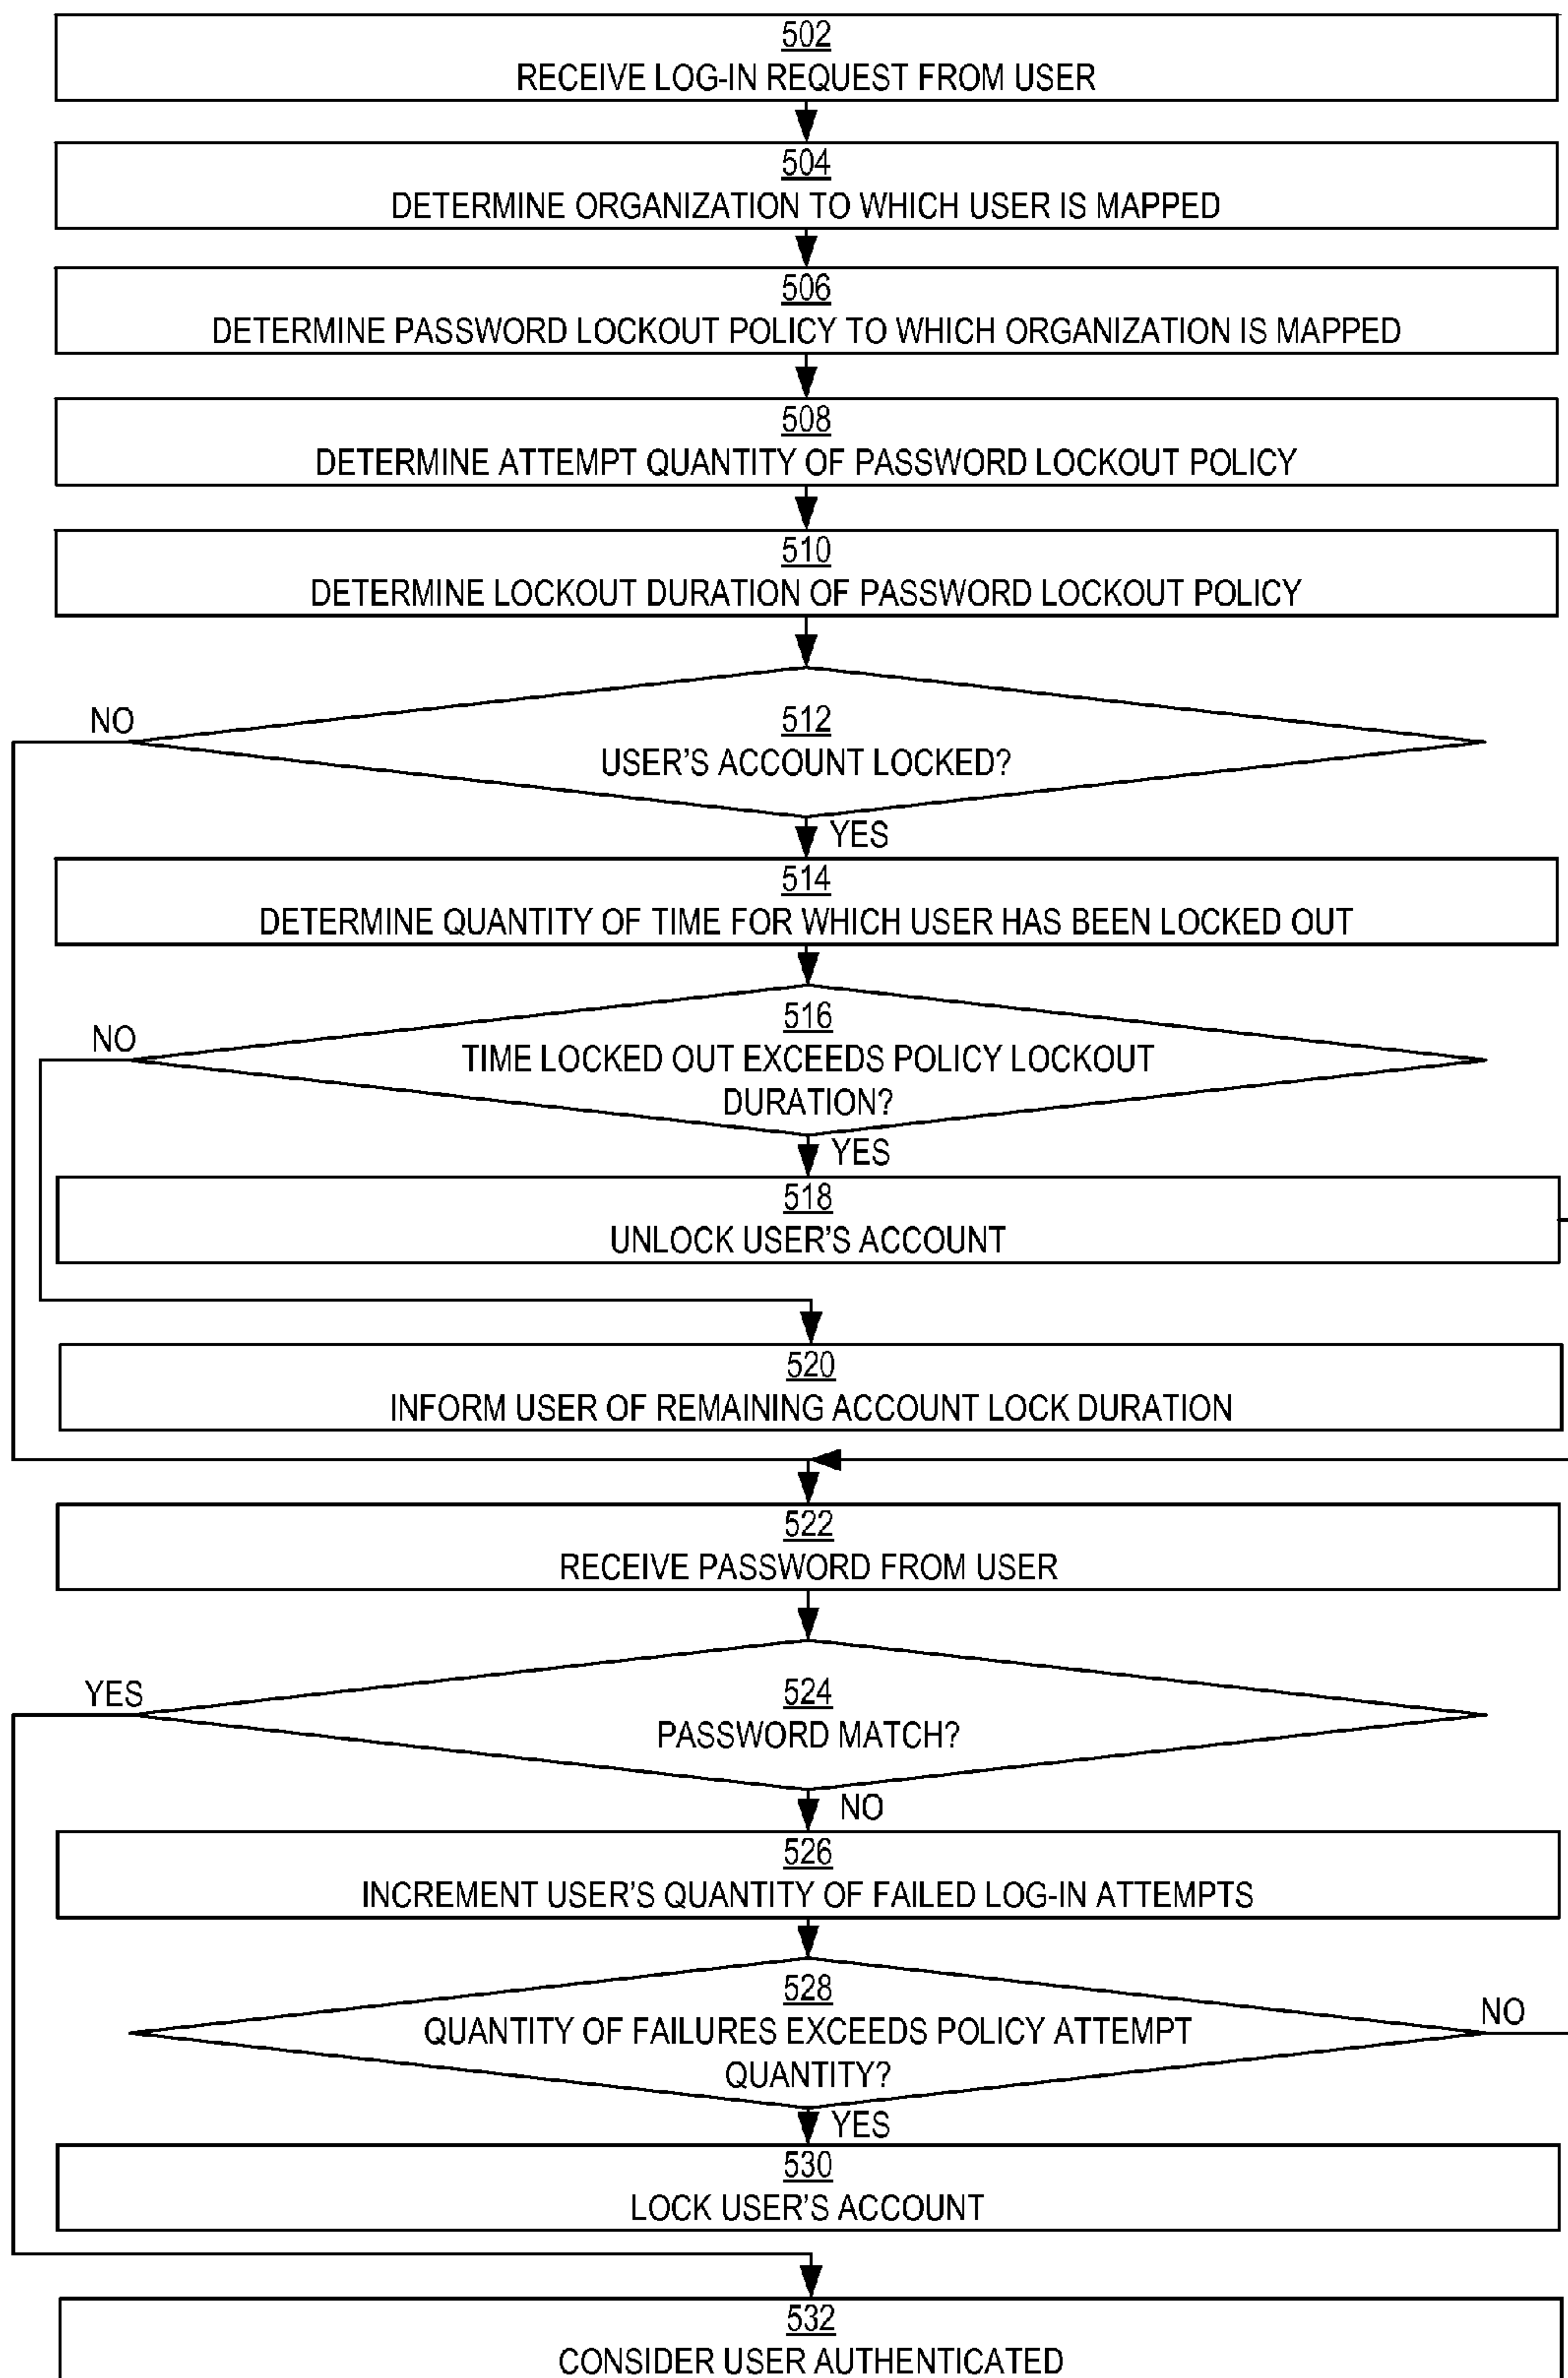 502
RECEIVE LOG-IN REQUEST FROM USER
504
DETERMINE ORGANIZATION TO WHICH USER IS MAPPED
506
DETERMINE PASSWORD LOCKOUT POLICY TO WHICH ORGANIZATION IS MAPPED
508
DETERMINE ATTEMPT QUANTITY OF PASSWORD LOCKOUT POLICY
510
DETERMINE LOCKOUT DURATION OF PASSWORD LOCKOUT POLICY
NO
512
USER'S ACCOUNT LOCKED?
YES
514
DETERMINE QUANTITY OF TIME FOR WHICH USER HAS BEEN LOCKED OUT
NO
516
TIME LOCKED OUT EXCEEDS POLICY LOCKOUT
DURATION?
YES
518
UNLOCK USER'S ACCOUNT
520
INFORM USER OF REMAINING ACCOUNT LOCK DURATION
522
RECEIVE PASSWORD FROM USER
YES
524
PASSWORD MATCH?
NO
526
INCREMENT USER'S QUANTITY OF FAILED LOG-IN ATTEMPTS
528
QUANTITY OF FAILURES EXCEEDS POLICY ATTEMPT
QUANTITY?
NO
YES
530
LOCK USER'S ACCOUNT
532
CONSIDER USER AUTHENTICATED